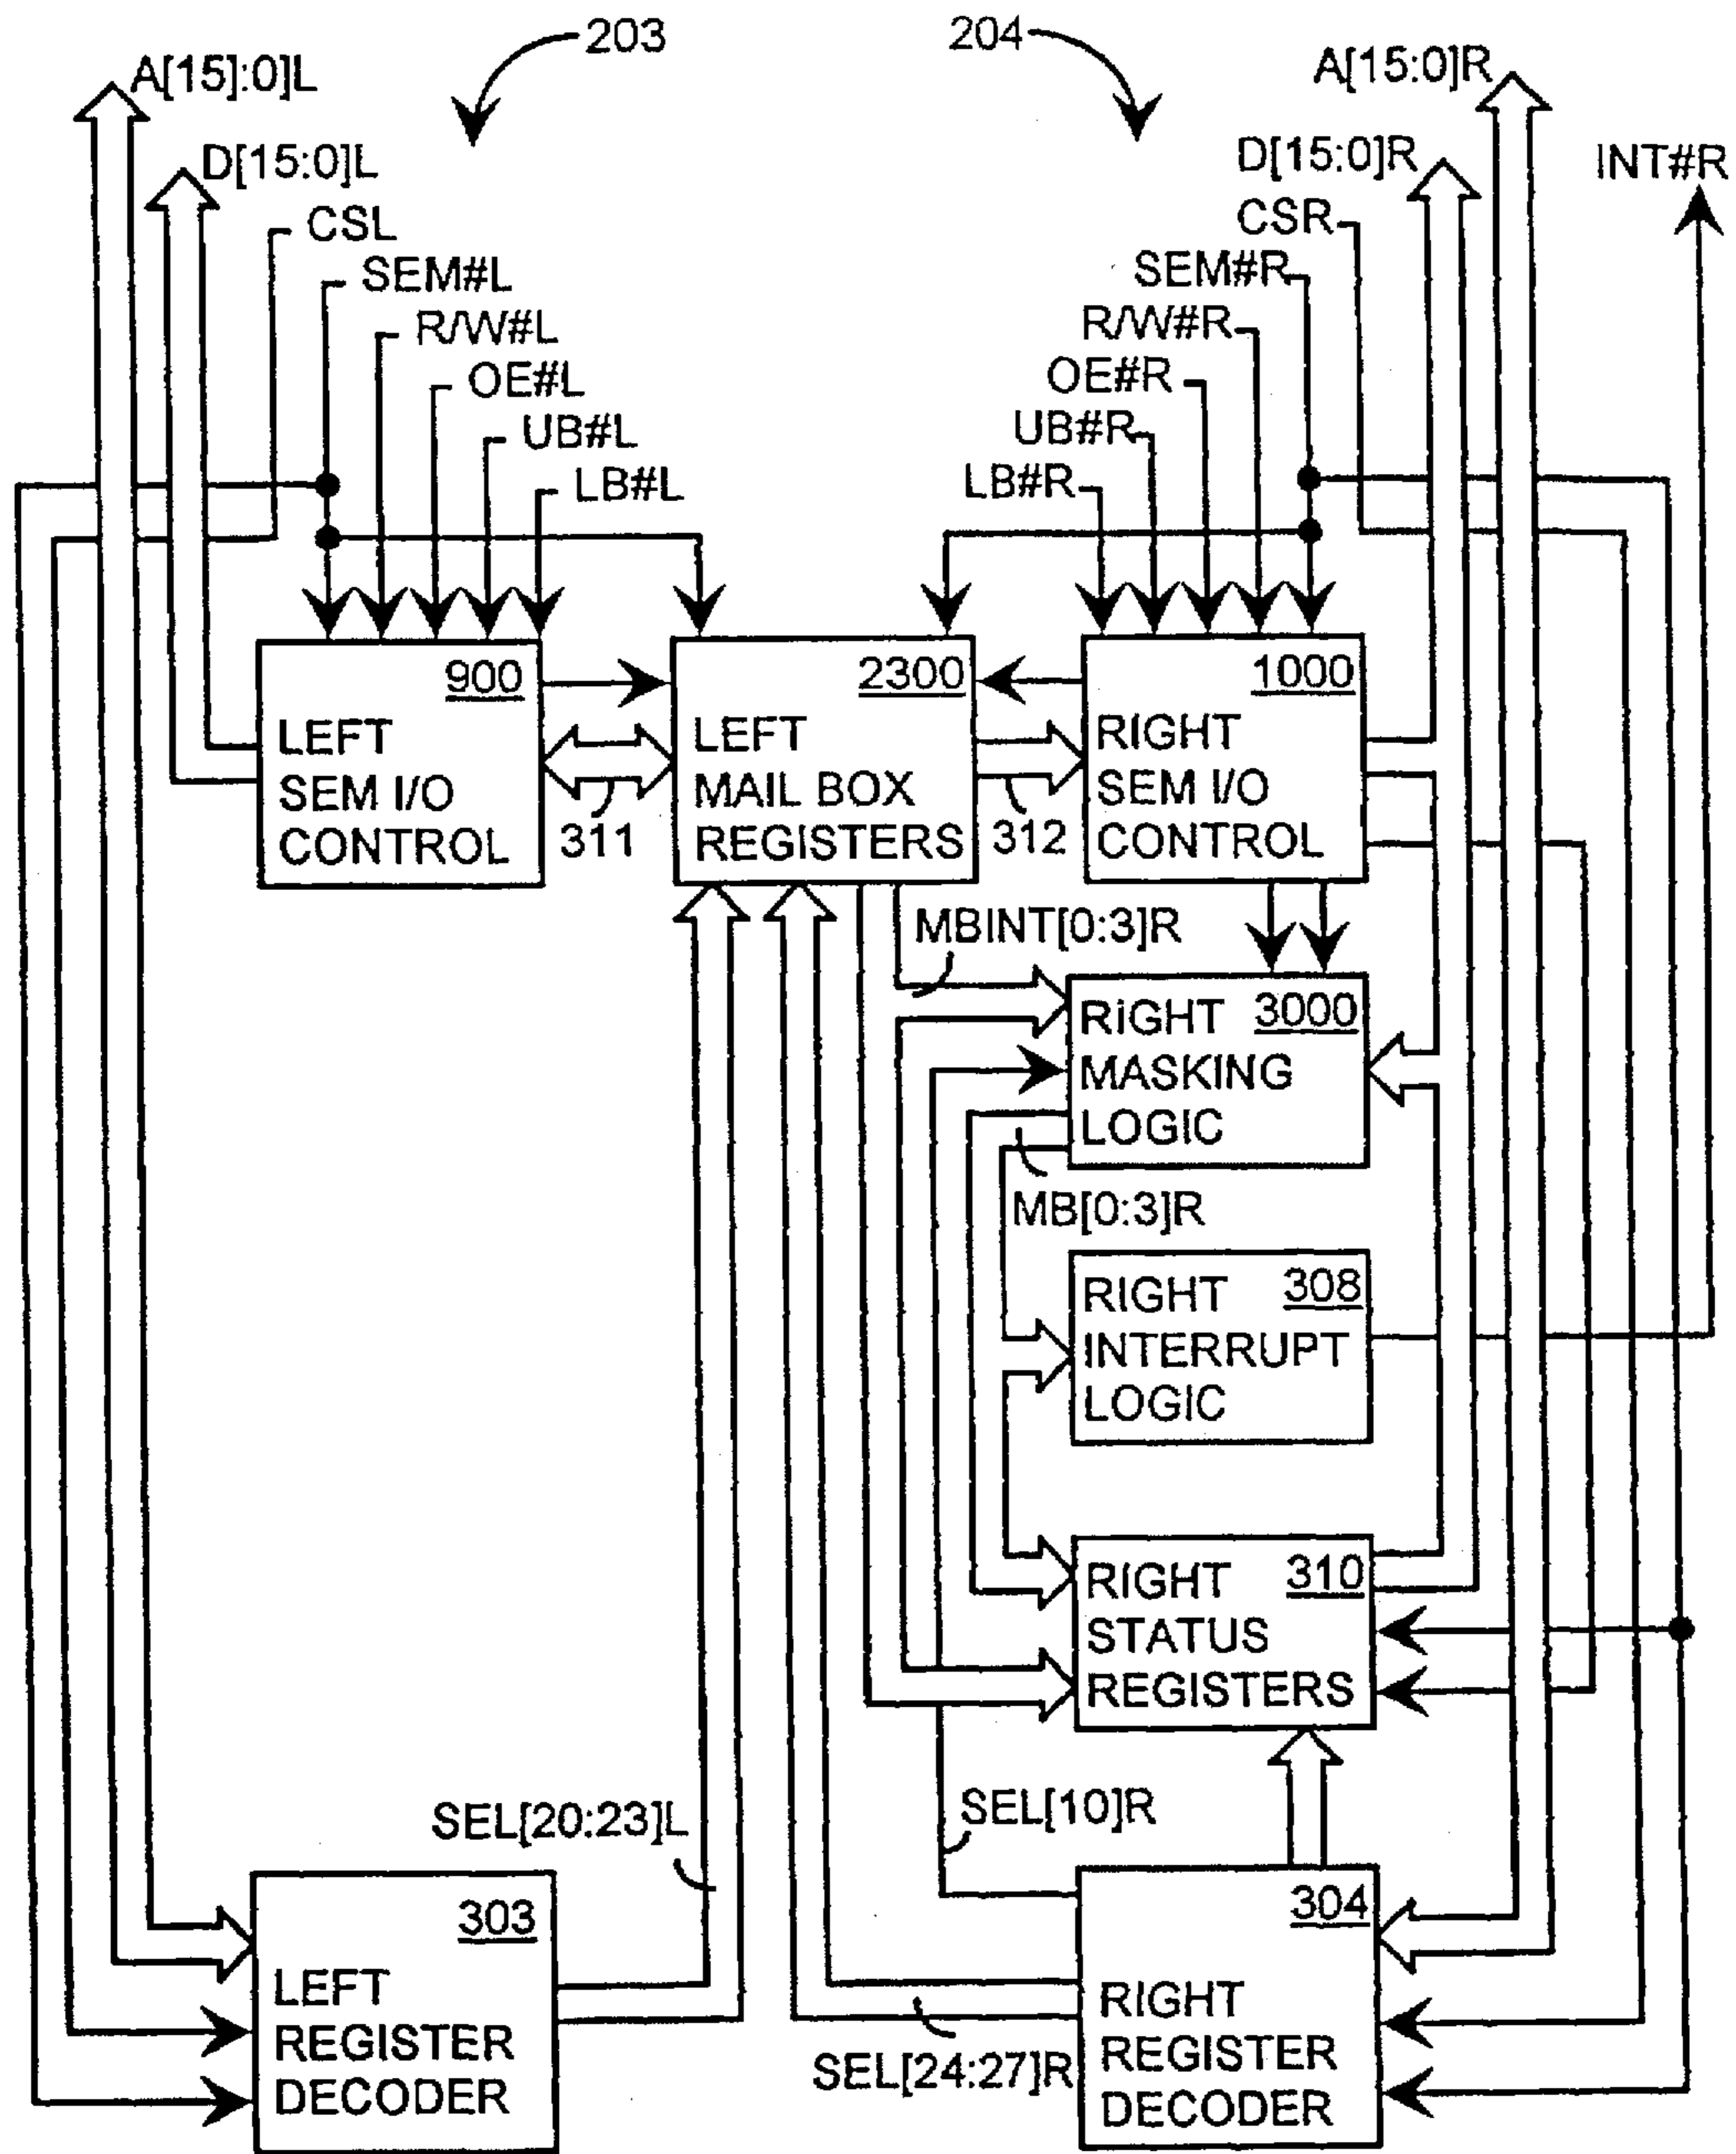 203
204
A[15]:0]L
A[15:0]R
D[15:0]L
D[15:0]R
INT#R
CSL
CSR
SEM#L
SEM#R
R/W#L
R/W#R
OE#L
OE#R
UB#L
UB#R
LB#L
LB#R
900
LEFT
SEM I/O
CONTROL
311
2300
LEFT
MAIL BOX
REGISTERS
312
1000
RIGHT
SEM I/O
CONTROL
MBINT[0:3]R
3000
RiGHT
MASKING
LOGIC
MB[0:3]R
308
RIGHT
INTERRUPT
LOGIC
310
RIGHT
STATUS
REGISTERS
SEL[20:23]L
SEL[10]R
303
LEFT
REGISTER
DECODER
304
RIGHT
REGISTER
DECODER
SEL[24:27]R